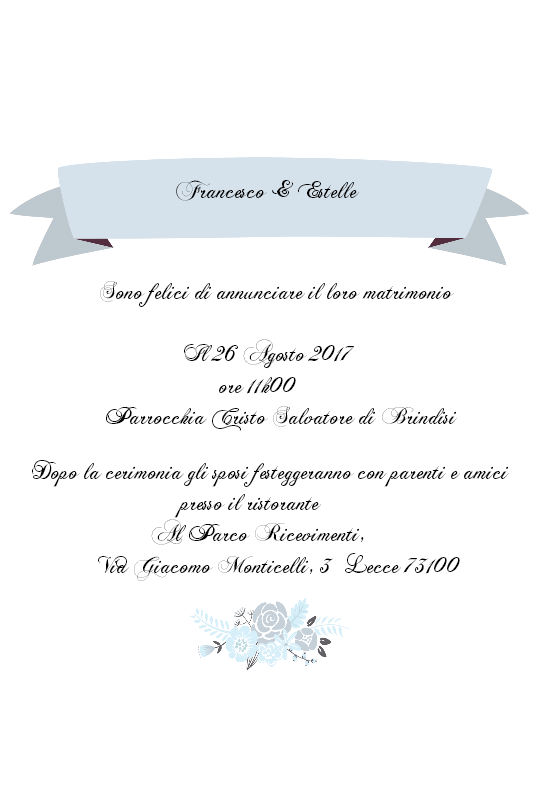 Francesco & Estelle
Sono felici di annunciare il loro matrimonio
Il 26 Agosto 2017
ore 11h00
Parrocchia Cristo Salvatore di Brindisi
Dopo la cerimonia gli sposi festeggeranno con parenti e amici
presso il ristorante
Al Parco Ricevimenti,
Via Giacomo Monticelli, 3 Lecce 73100